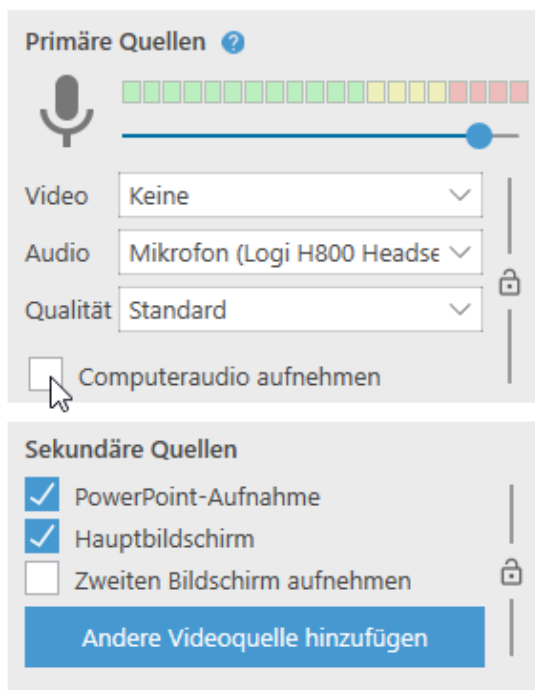 Primäre Quellen ?
Video Keine
Audio Mikrofon (Logi H800 Headse
Qualität Standard
Computeraudio aufnehmen
Sekundäre Quellen
PowerPoint-Aufnahme
Hauptbildschirm
Zweiten Bildschirm aufnehmen
Andere Videoquelle hinzufügen